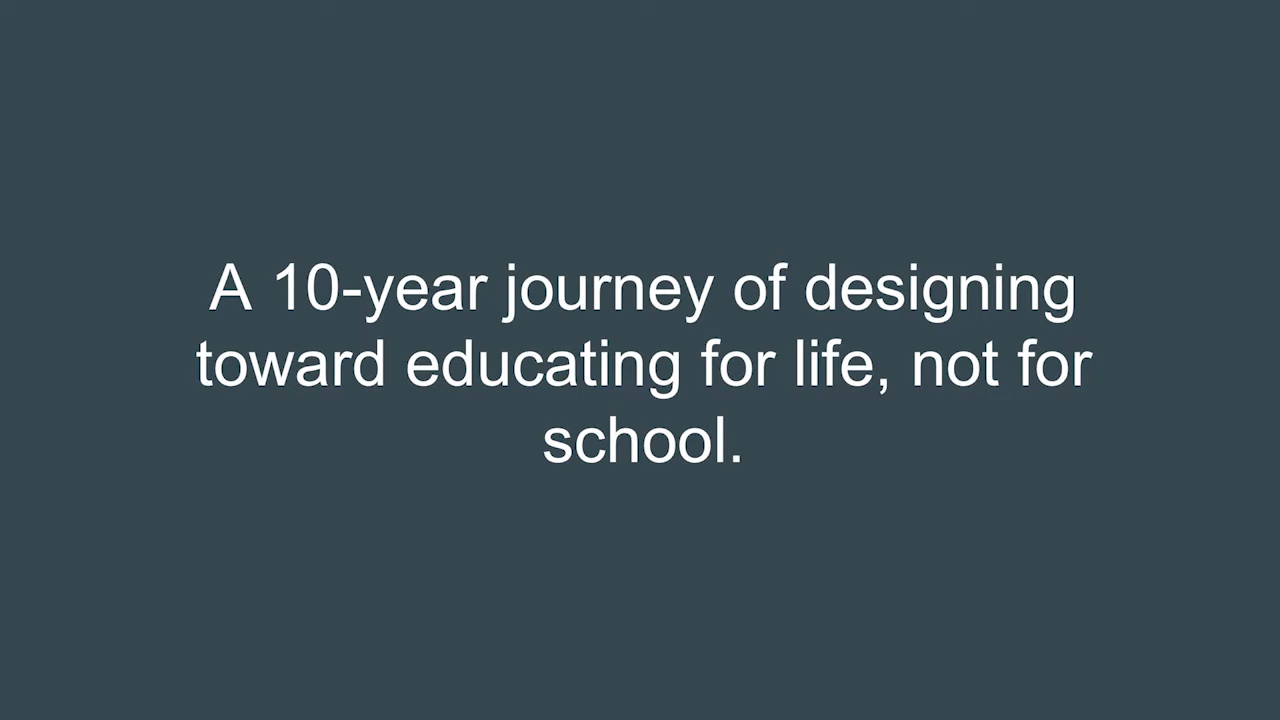 A 10-year journey of designing
toward educating for life, not for
school.